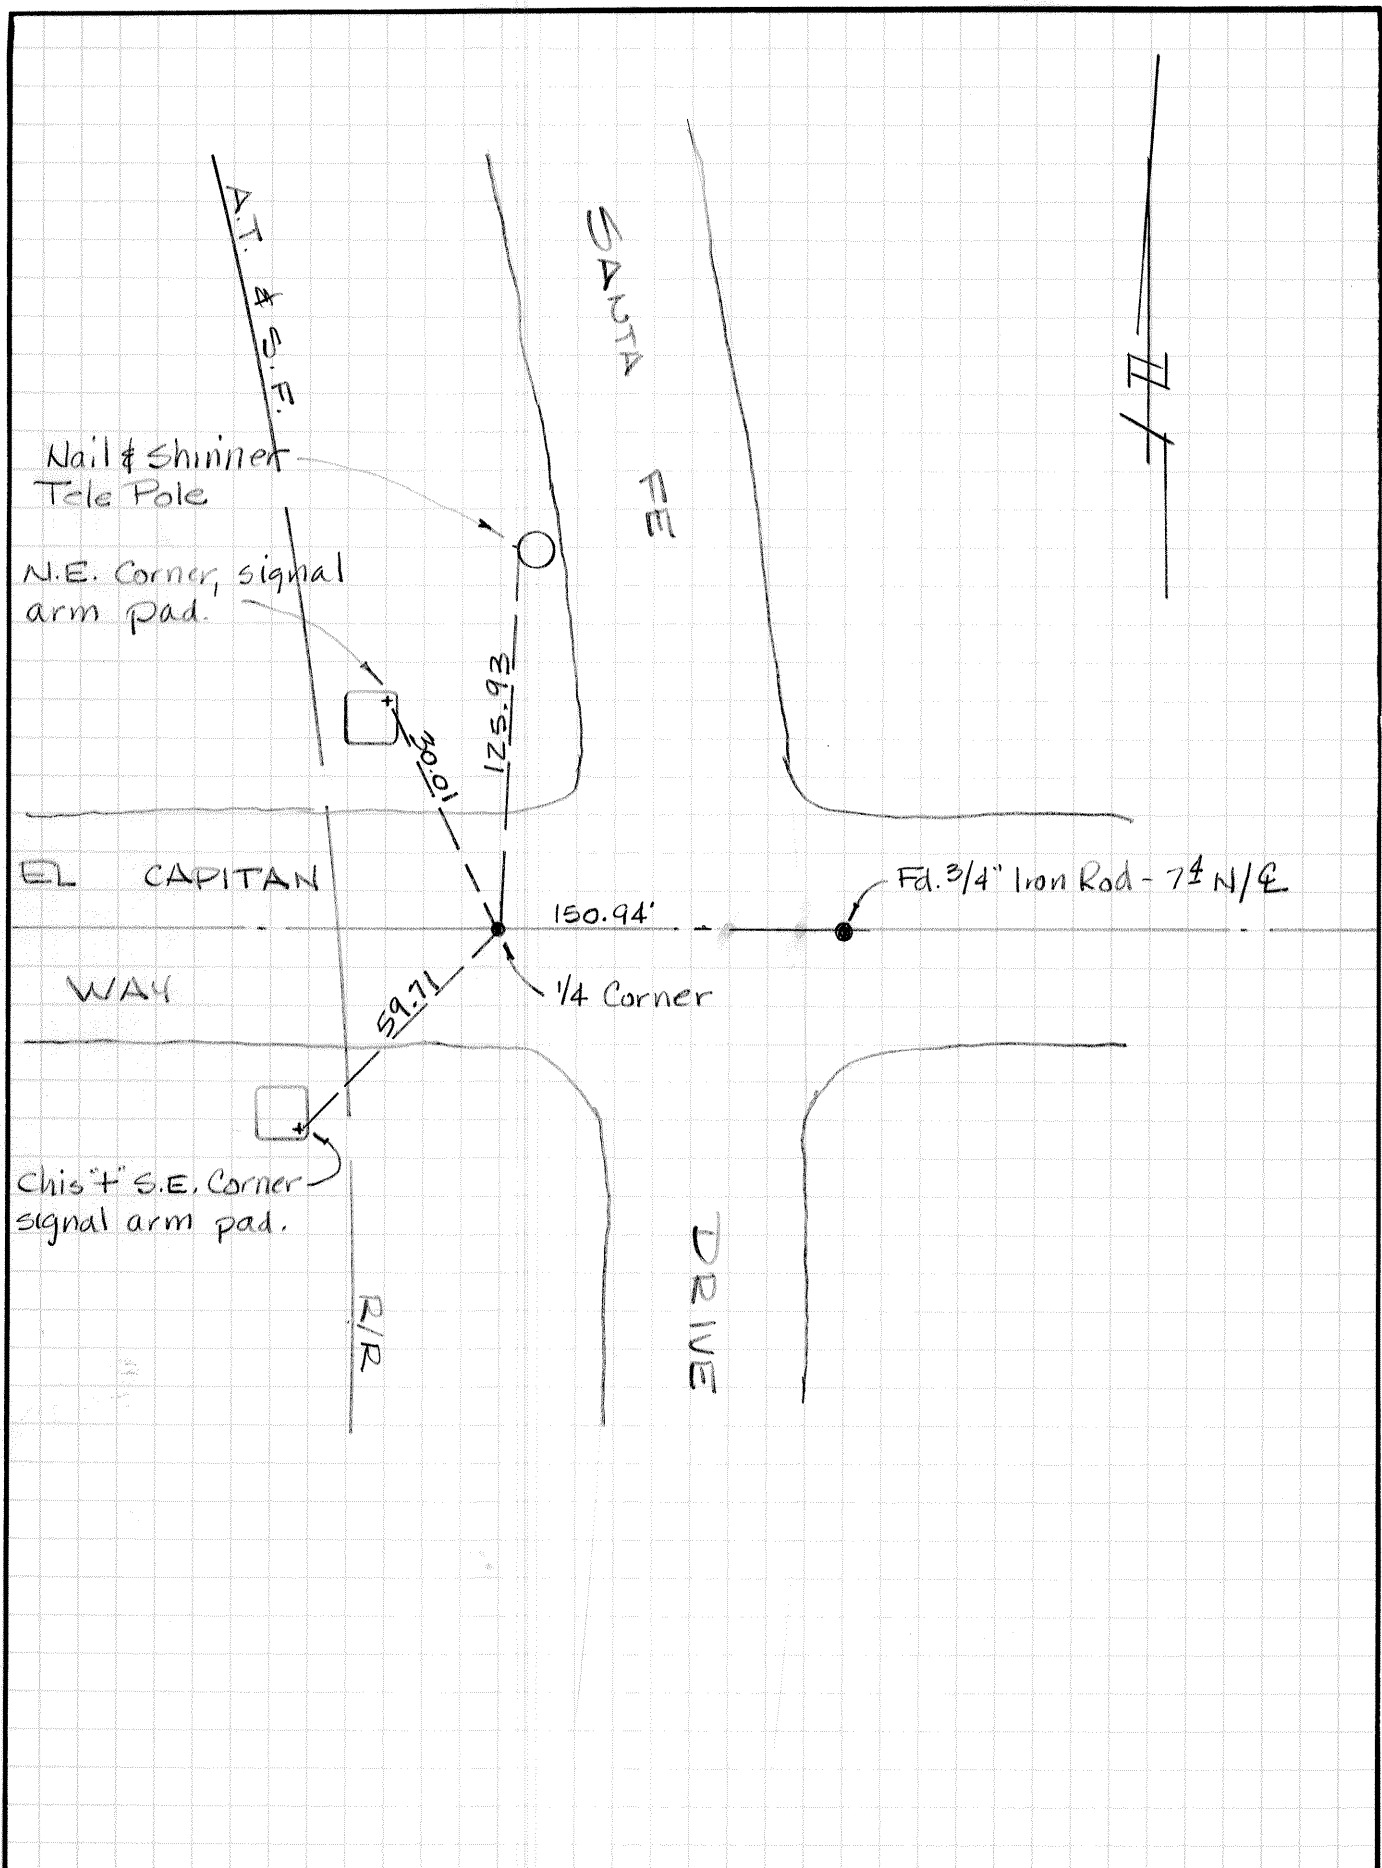 A.T. & S.F.
SANTA
FE
Nail & Shinner
Tele Pole
N.E. Corner, signal
arm pad.
125.93
30.01
EL CAPITAN
WAY
Fd. 3/4" Iron Rod - 7± N/℄
150.94'
1/4 Corner
59.71
Chis "+" S.E. Corner
signal arm pad.
R/R
DRIVE